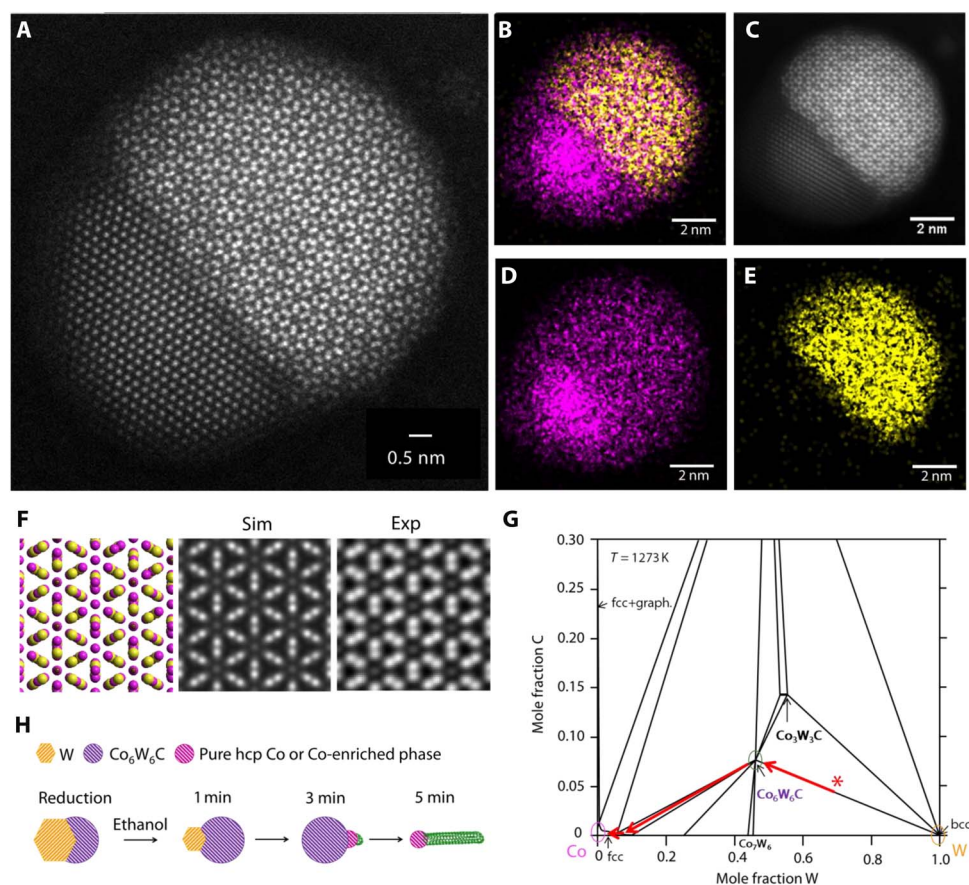 A
0.5 nm
B
2 nm
C
2 nm
D
2 nm
E
2 nm
F
Sim
Exp
G
T = 1273 K
fcc+graph.
Mole fraction C
0.30
0.25
0.20
0.15
0.10
0.05
0
Co₃W₃C
Co₆W₆C
*
bcc
Co
W
fcc
Co₇W₆
0 0.2 0.4 0.6 0.8 1.0
Mole fraction W
H
W
Co₆W₆C
Pure hcp Co or Co-enriched phase
Reduction
Ethanol
1 min
3 min
5 min